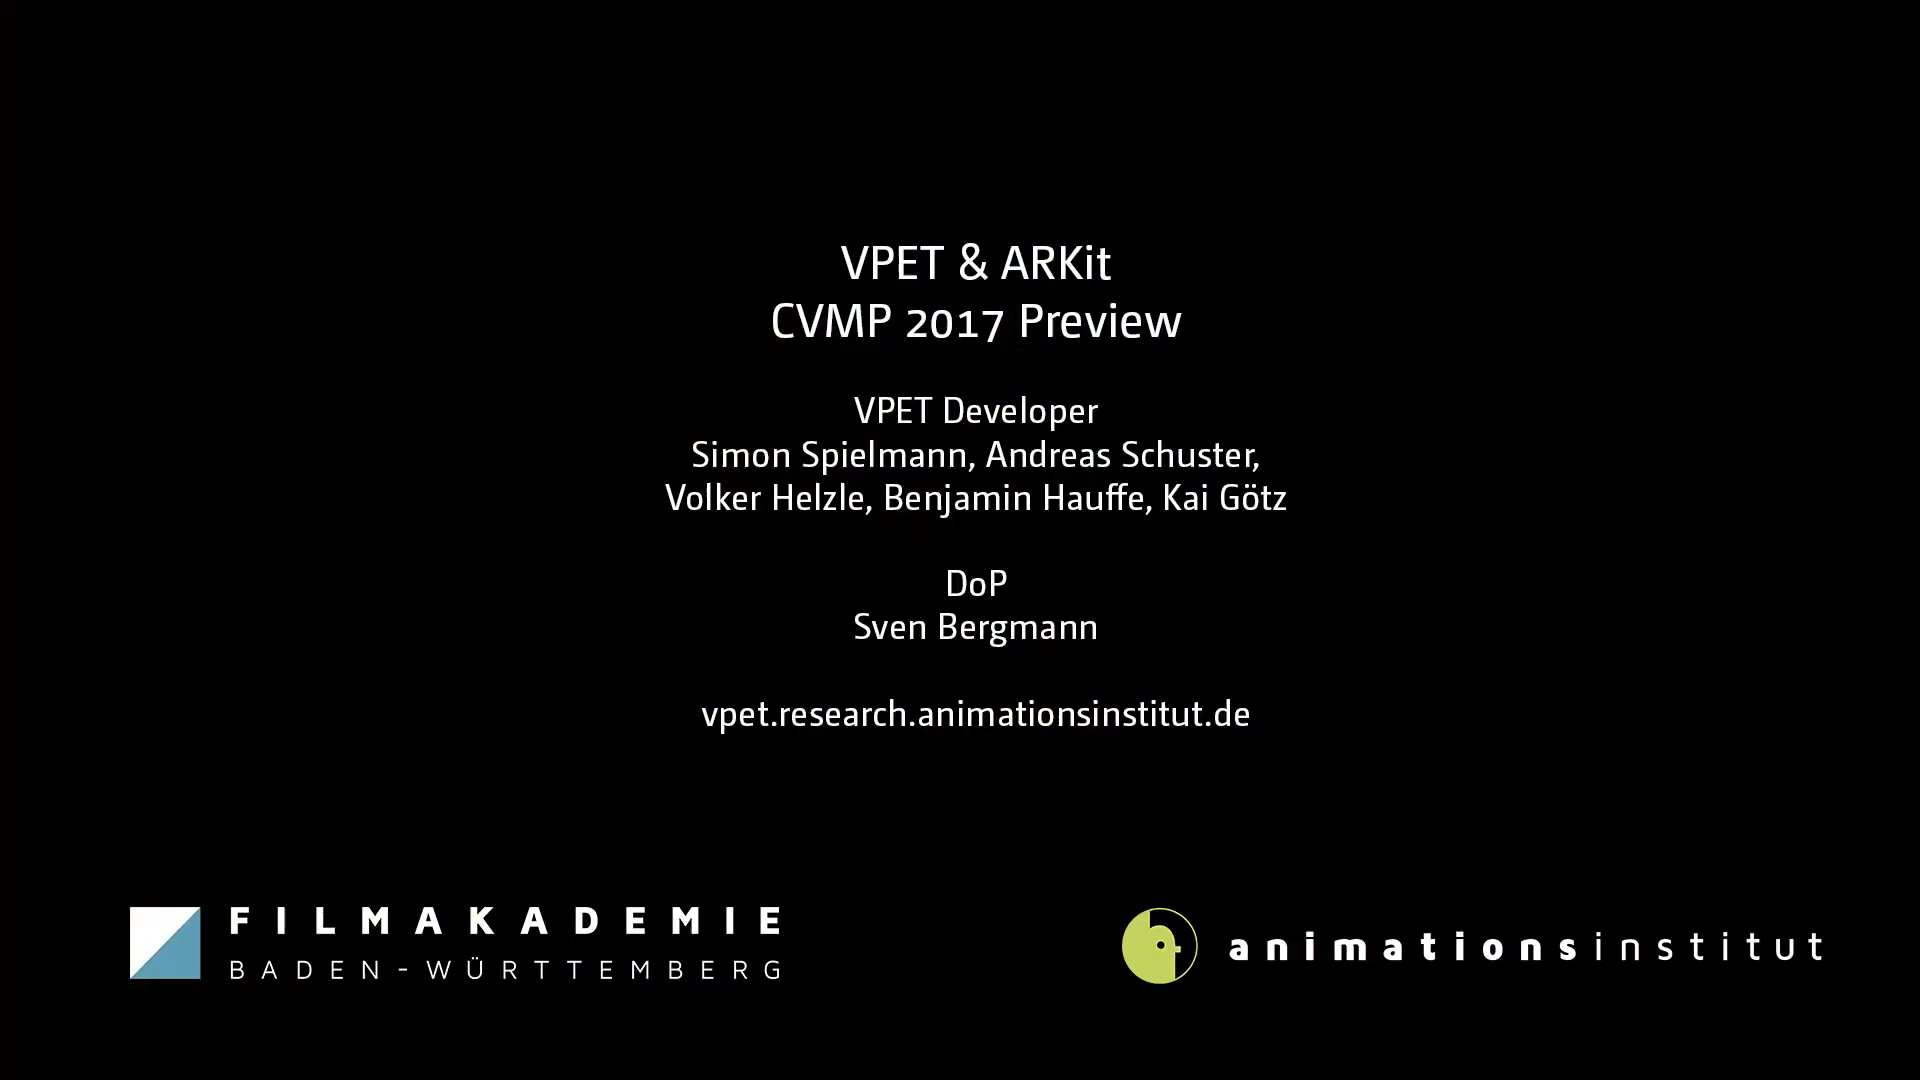 VPET & ARKit
CVMP 2017 Preview
VPET Developer
Simon Spielmann, Andreas Schuster,
Volker Helzle, Benjamin Hauffe, Kai Götz
DoP
Sven Bergmann
vpet.research.animationsinstitut.de
FILMAKADEMIE
BADEN-WÜRTTEMBERG
animationsinstitut